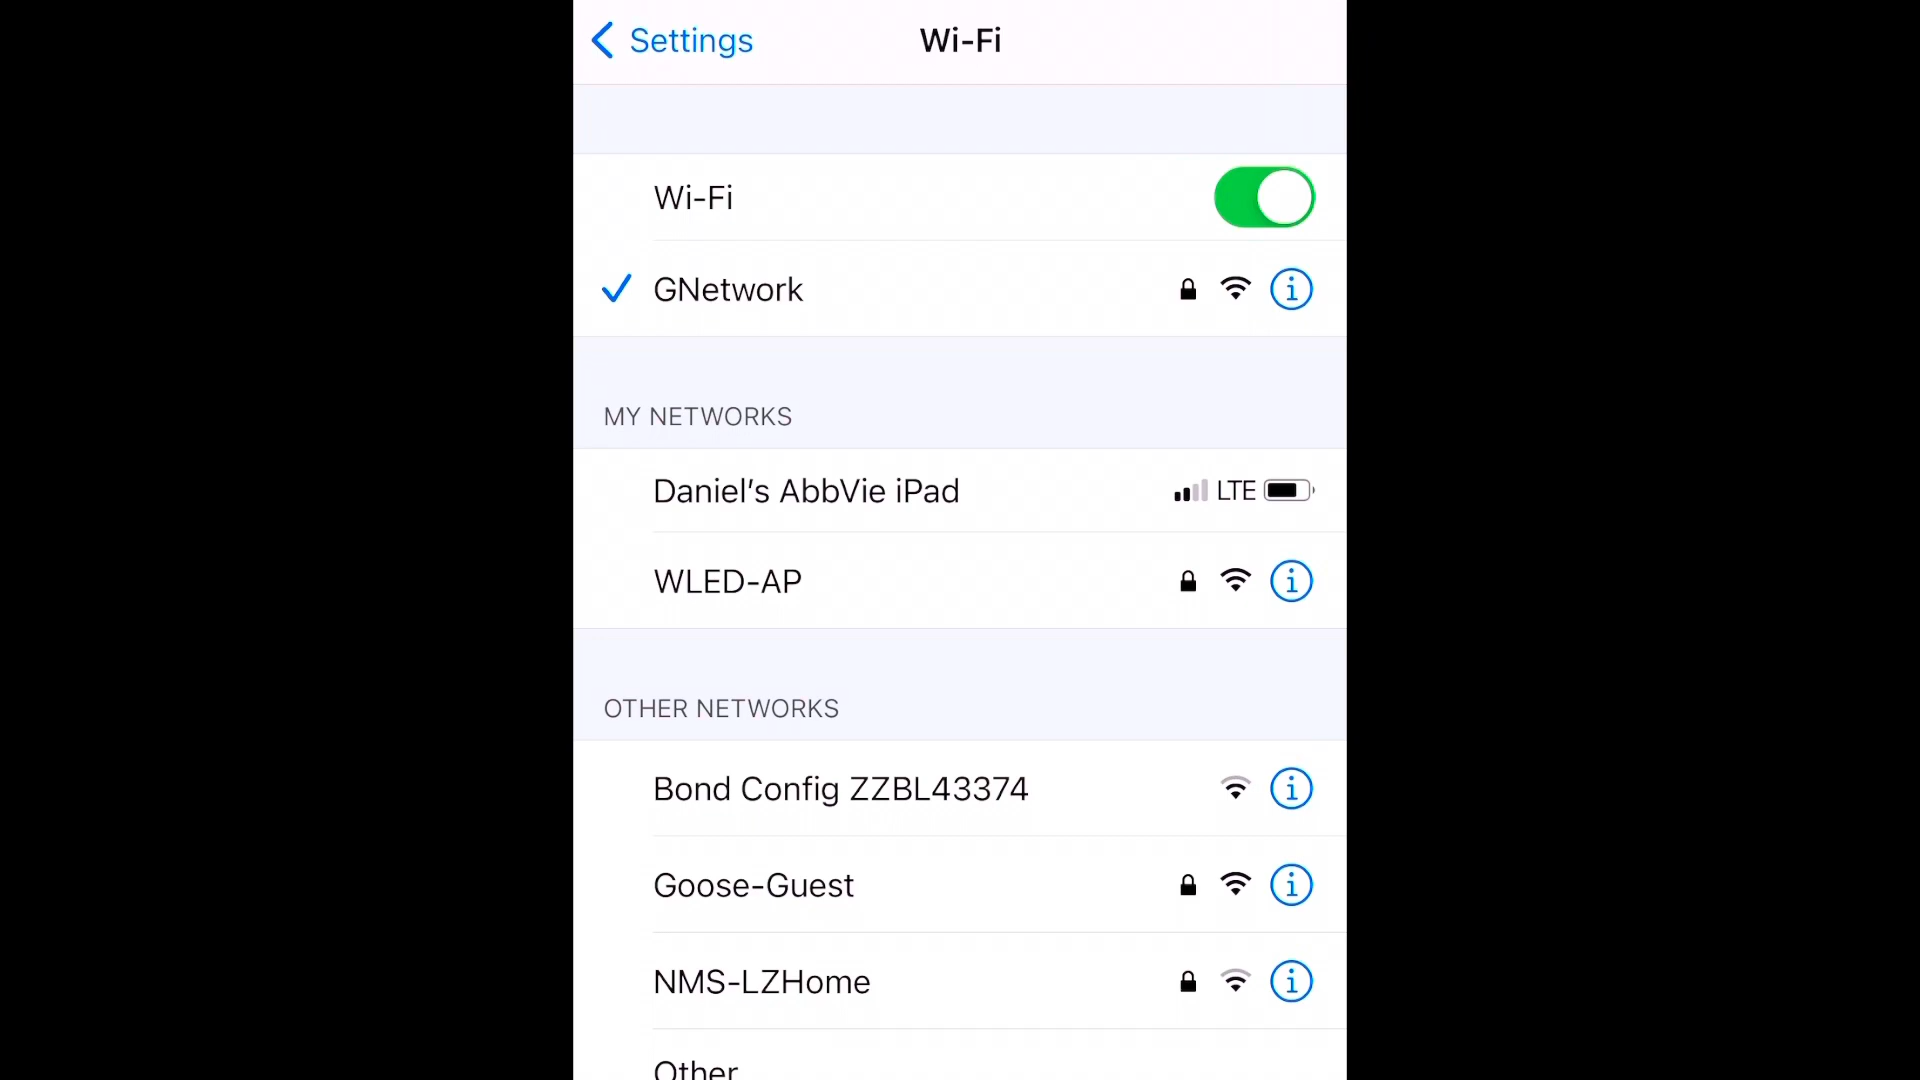 Settings
Wi-Fi
Wi-Fi
GNetwork
MY NETWORKS
Daniel's AbbVie iPad LTE
WLED-AP
OTHER NETWORKS
Bond Config ZZBL43374
Goose-Guest
NMS-LZHome
Other